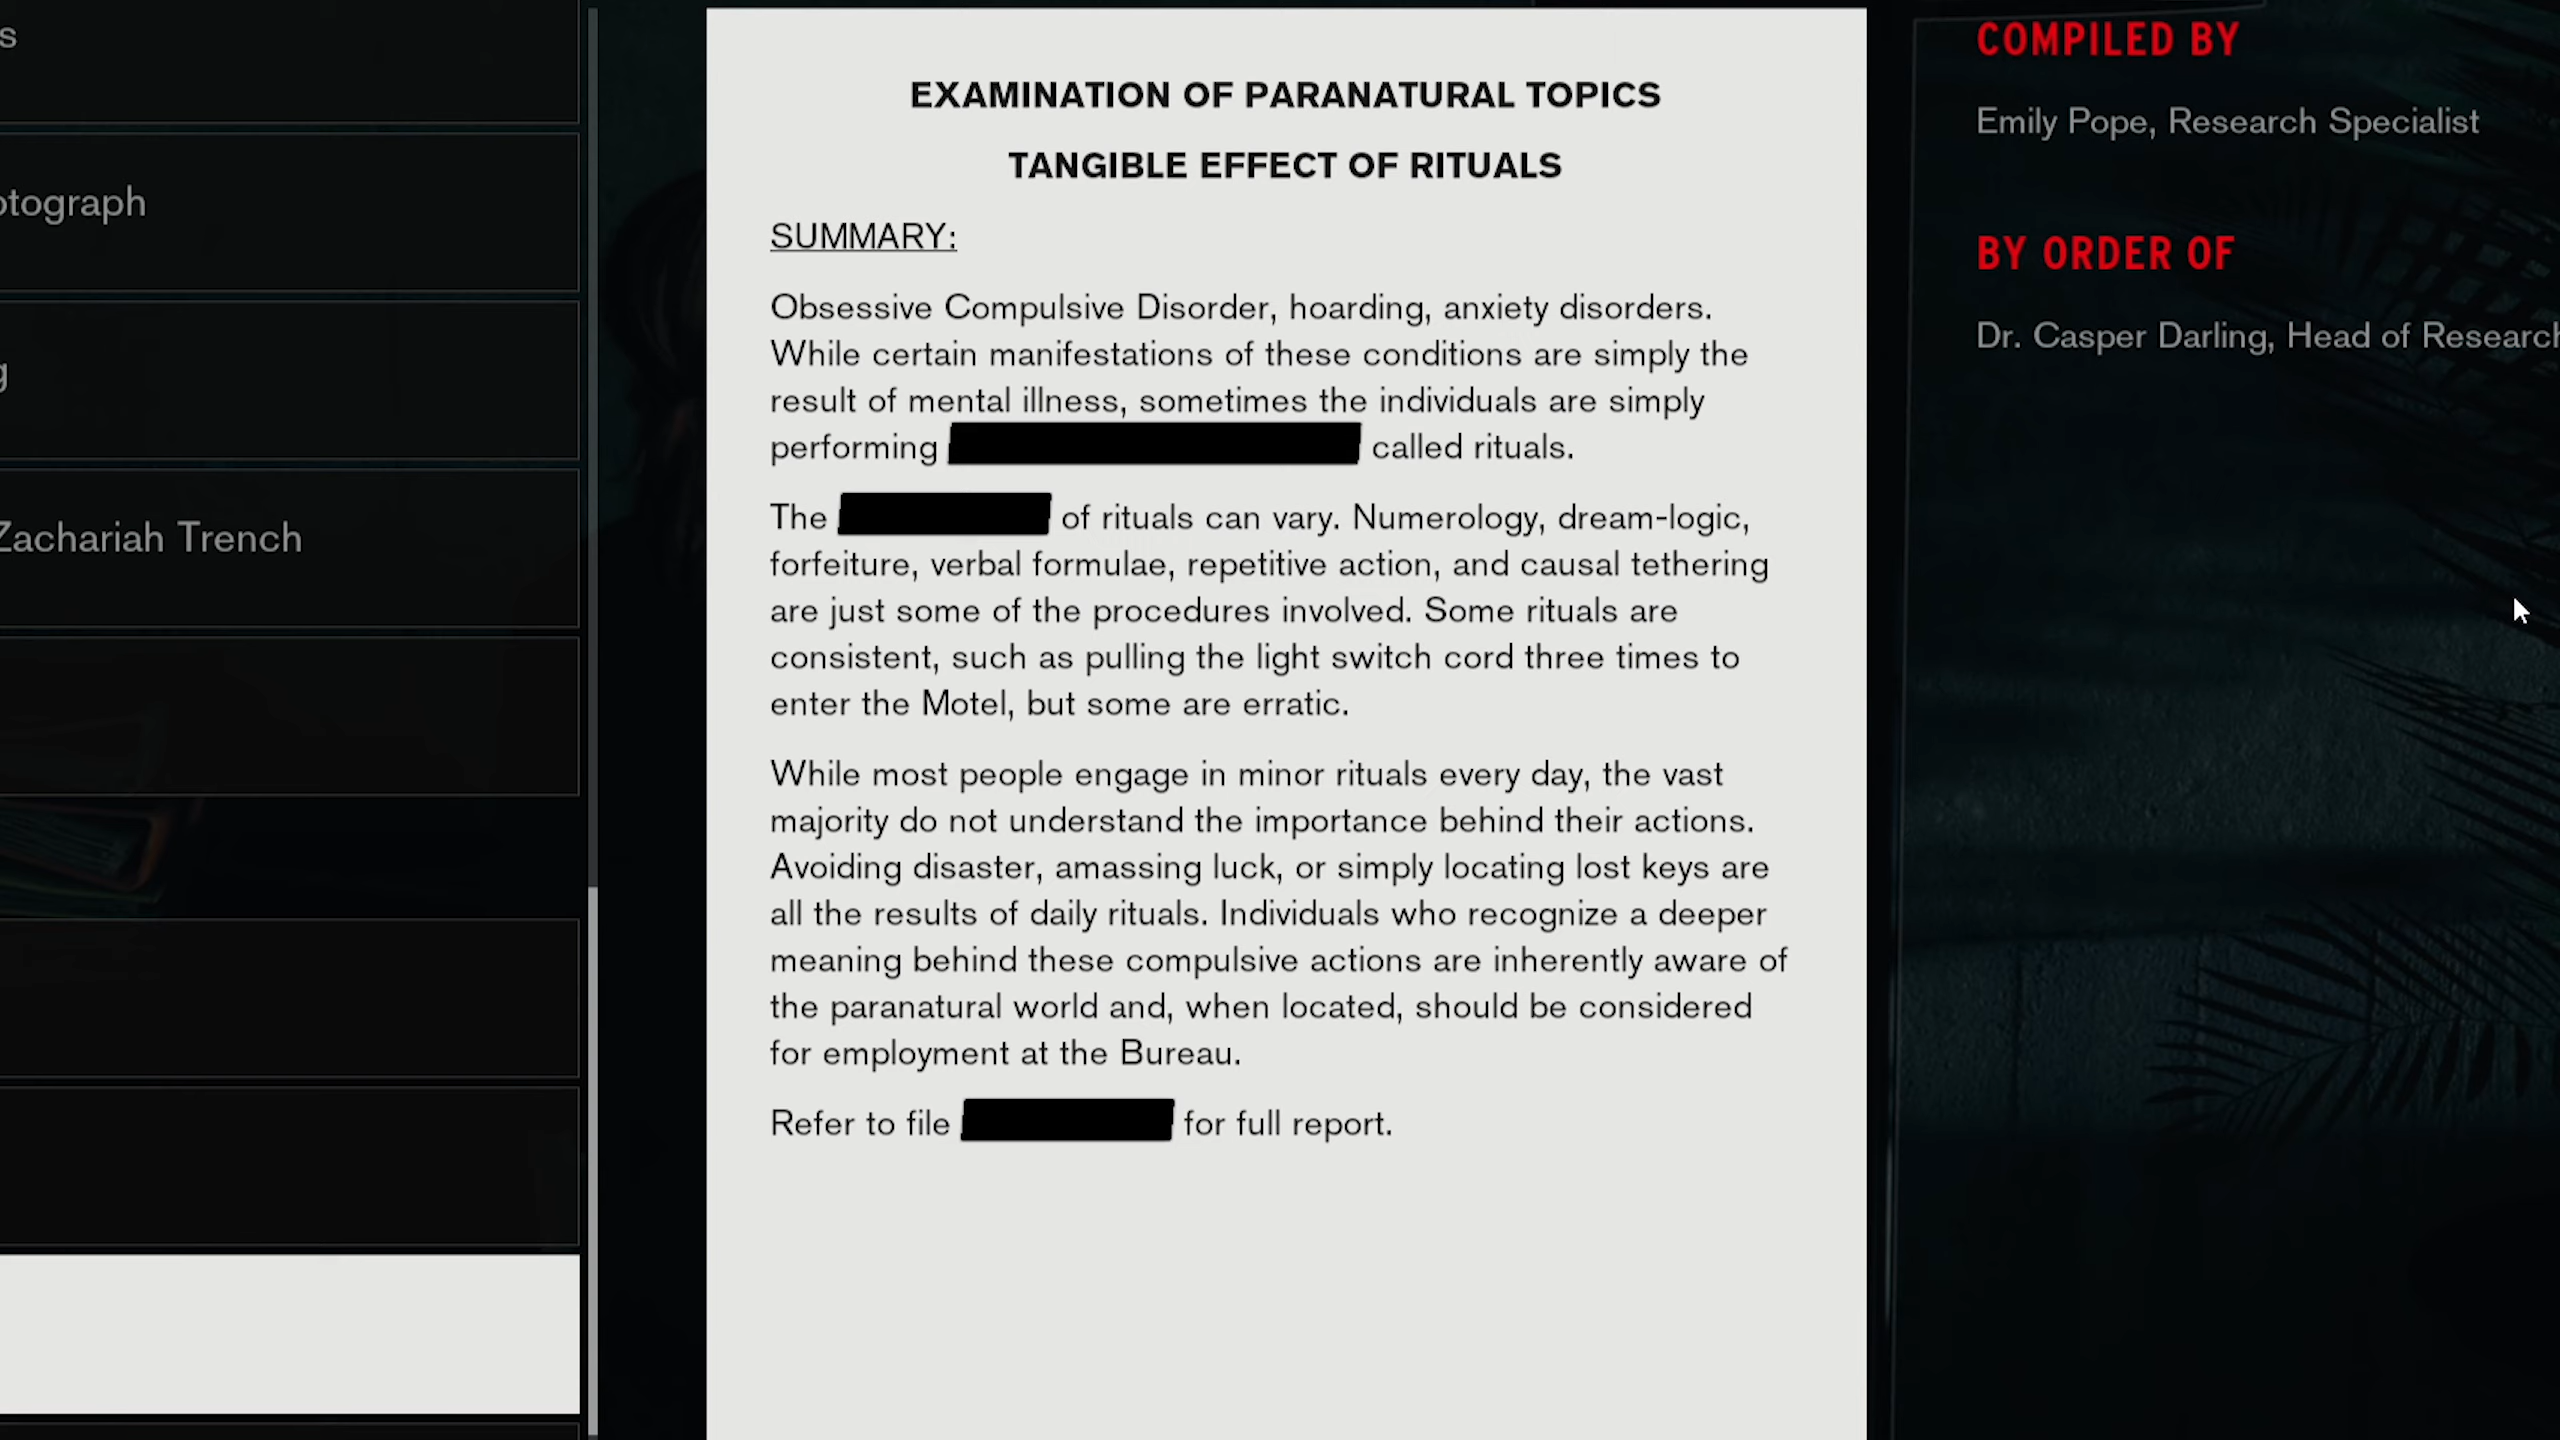 s
otograph
g
Zachariah Trench
EXAMINATION OF PARANATURAL TOPICS
TANGIBLE EFFECT OF RITUALS
SUMMARY:
Obsessive Compulsive Disorder, hoarding, anxiety disorders.
While certain manifestations of these conditions are simply the
result of mental illness, sometimes the individuals are simply
performing called rituals.
The of rituals can vary. Numerology, dream-logic,
forfeiture, verbal formulae, repetitive action, and causal tethering
are just some of the procedures involved. Some rituals are
consistent, such as pulling the light switch cord three times to
enter the Motel, but some are erratic.
While most people engage in minor rituals every day, the vast
majority do not understand the importance behind their actions.
Avoiding disaster, amassing luck, or simply locating lost keys are
all the results of daily rituals. Individuals who recognize a deeper
meaning behind these compulsive actions are inherently aware of
the paranatural world and, when located, should be considered
for employment at the Bureau.
Refer to file for full report.
COMPILED BY
Emily Pope, Research Specialist
BY ORDER OF
Dr. Casper Darling, Head of Research